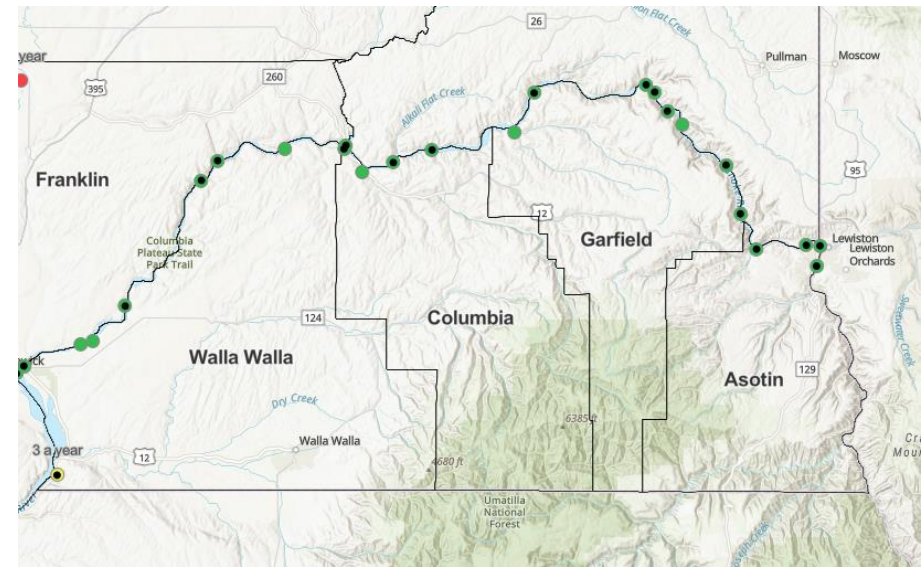 26
Pullman
Moscow
year
260
395
Alkali Flat Creek
95
Franklin
12
Columbia
Plateau State
Park Trail
Garfield
Lewiston
Lewiston
Orchards
124
Columbia
Walla Walla
129
Asotin
Dry Creek
6385 ft
3 a year
12
Walla Walla
4680 ft
Umatilla
National
Forest